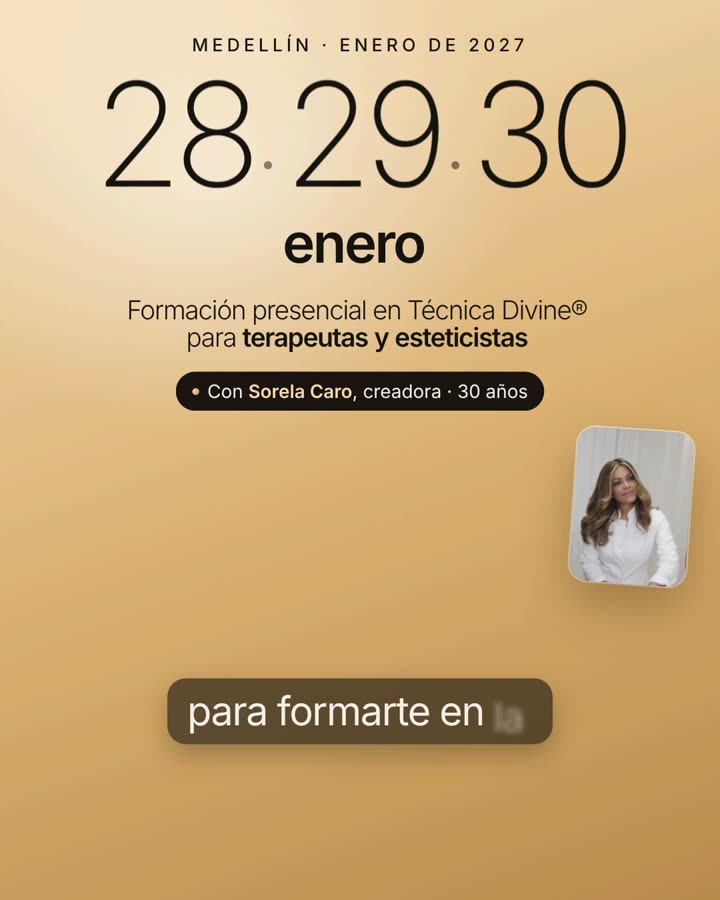 MEDELLÍN · ENERO DE 2027
28.29.30
enero
Formación presencial en Técnica Divine®
para terapeutas y esteticistas
• Con Sorela Caro, creadora · 30 años
para formarte en la